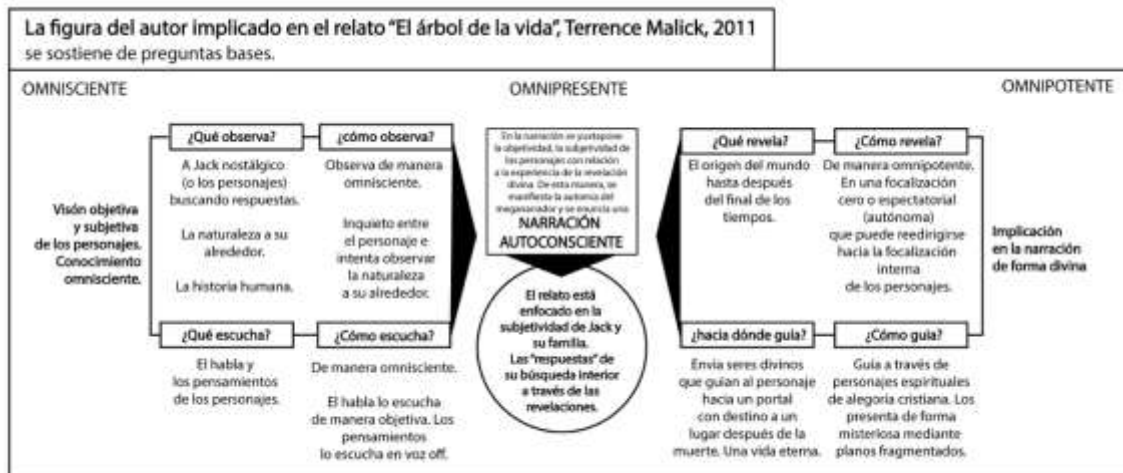 La figura del autor implicado en el relato "El árbol de la vida", Terrence Malick, 2011
se sostiene de preguntas bases.
OMNISCIENTE
OMNIPRESENTE
OMNIPOTENTE
Visón objetiva
y subjetiva
de los personajes.
Conocimiento
omnisciente.
¿Qué observa?
A Jack nostálgico
(o los personajes)
buscando respuestas.
La naturaleza a su
alrededor.
La historia humana.
¿cómo observa?
Observa de manera
omnisciente.
Inquieto entre
el personaje e
intenta observar
la naturaleza
a su alrededor.
¿Qué escucha?
El habla y
los pensamientos
de los personajes.
¿Cómo escucha?
De manera omnisciente.
El habla lo escucha
de manera objetiva. Los
pensamientos
lo escucha en voz off.
En la narración se yuxtapone
la objetividad, la subjetividad de
los personajes con relación
a la experiencia de la revelación
divina. De esta manera, se
manifiesta la autoría del
meganarrador y se enuncia una
NARRACIÓN
AUTOCONSCIENTE
El relato está
enfocado en la
subjetividad de Jack y
su familia.
Las "respuestas" de
su búsqueda interior
a través de las
revelaciones.
¿Qué revela?
El origen del mundo
hasta después
del final de los
tiempos.
¿Cómo revela?
De manera omnipotente.
En una focalización
cero o espectatorial
(autónoma)
que puede reedirigirse
hacia la focalización
interna
de los personajes.
¿hacia dónde guía?
Envía seres divinos
que guian al personaje
hacia un portal
con destino a un
lugar después de la
muerte. Una vida eterna.
¿Cómo guía?
Guía a través de
personajes espirituales
de alegoría cristiana. Los
presenta de forma
misteriosa mediante
planos fragmentados.
Implicación
en la narración
de forma divina